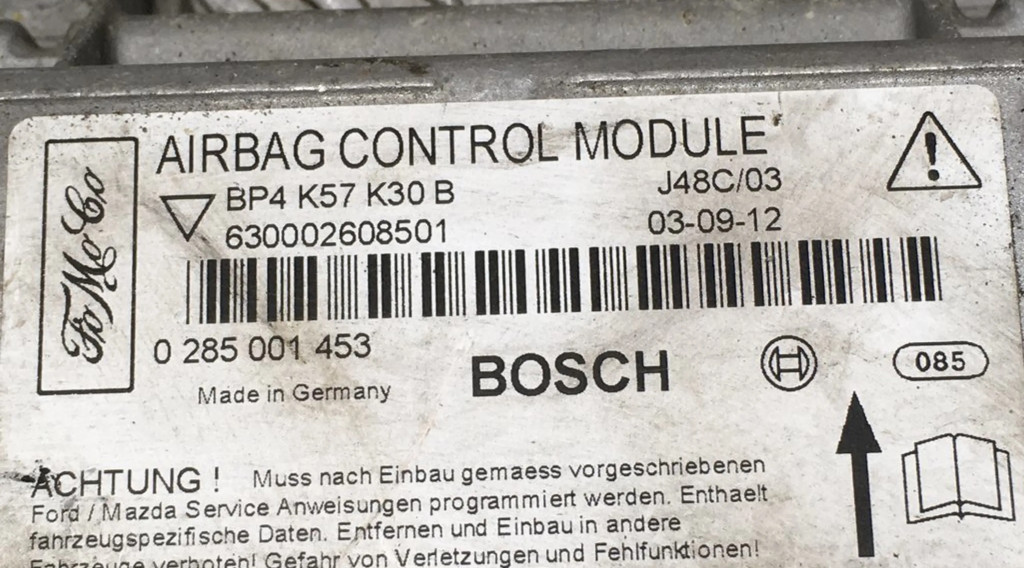 FoMoCo
AIRBAG CONTROL MODULE
BP4 K57 K30 B
J48C/03
630002608501
03-09-12
0 285 001 453
BOSCH
085
Made in Germany
ACHTUNG ! Muss nach Einbau gemaess vorgeschriebenen
Ford / Mazda Service Anweisungen programmiert werden. Enthaelt
fahrzeugspezifische Daten. Entfernen und Einbau in andere
Fahrzeuge verboten! Gefahr von Verletzungen und Fehlfunktionen!